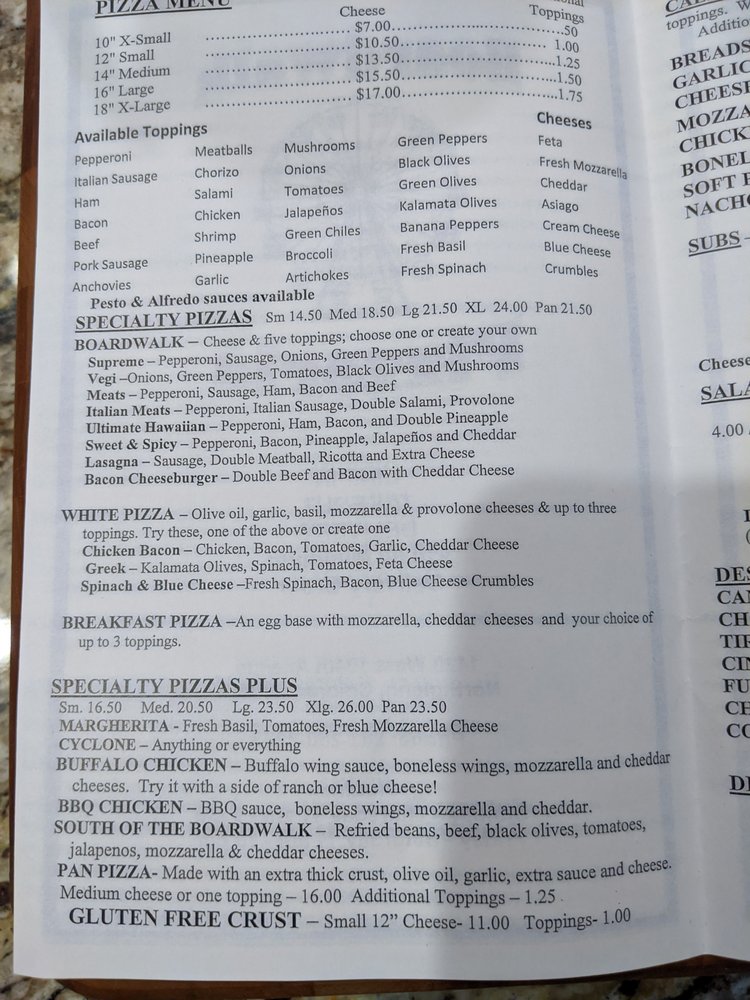 PIZZA MENU
Cheese Toppings
10" X-Small $7.00 .50
12" Small $10.50 1.00
14" Medium $13.50 1.25
16" Large $15.50 1.50
18" X-Large $17.00 1.75
Available Toppings Cheeses
Pepperoni Meatballs Mushrooms Green Peppers Feta
Italian Sausage Chorizo Onions Black Olives Fresh Mozzarella
Ham Salami Tomatoes Green Olives Cheddar
Bacon Chicken Jalapeños Kalamata Olives Asiago
Beef Shrimp Green Chiles Banana Peppers Cream Cheese
Pork Sausage Pineapple Broccoli Fresh Basil Blue Cheese
Anchovies Garlic Artichokes Fresh Spinach Crumbles
Pesto & Alfredo sauces available
SPECIALTY PIZZAS Sm 14.50 Med 18.50 Lg 21.50 XL 24.00 Pan 21.50
BOARDWALK – Cheese & five toppings; choose one or create your own
Supreme – Pepperoni, Sausage, Onions, Green Peppers and Mushrooms
Vegi –Onions, Green Peppers, Tomatoes, Black Olives and Mushrooms
Meats – Pepperoni, Sausage, Ham, Bacon and Beef
Italian Meats – Pepperoni, Italian Sausage, Double Salami, Provolone
Ultimate Hawaiian – Pepperoni, Ham, Bacon, and Double Pineapple
Sweet & Spicy – Pepperoni, Bacon, Pineapple, Jalapeños and Cheddar
Lasagna – Sausage, Double Meatball, Ricotta and Extra Cheese
Bacon Cheeseburger – Double Beef and Bacon with Cheddar Cheese
WHITE PIZZA – Olive oil, garlic, basil, mozzarella & provolone cheeses & up to three
toppings. Try these, one of the above or create one
Chicken Bacon – Chicken, Bacon, Tomatoes, Garlic, Cheddar Cheese
Greek – Kalamata Olives, Spinach, Tomatoes, Feta Cheese
Spinach & Blue Cheese –Fresh Spinach, Bacon, Blue Cheese Crumbles
BREAKFAST PIZZA –An egg base with mozzarella, cheddar cheeses and your choice of
up to 3 toppings.
SPECIALTY PIZZAS PLUS
Sm. 16.50 Med. 20.50 Lg. 23.50 Xlg. 26.00 Pan 23.50
MARGHERITA - Fresh Basil, Tomatoes, Fresh Mozzarella Cheese
CYCLONE – Anything or everything
BUFFALO CHICKEN – Buffalo wing sauce, boneless wings, mozzarella and cheddar
cheeses. Try it with a side of ranch or blue cheese!
BBQ CHICKEN – BBQ sauce, boneless wings, mozzarella and cheddar.
SOUTH OF THE BOARDWALK – Refried beans, beef, black olives, tomatoes,
jalapenos, mozzarella & cheddar cheeses.
PAN PIZZA- Made with an extra thick crust, olive oil, garlic, extra sauce and cheese.
Medium cheese or one topping – 16.00 Additional Toppings – 1.25
GLUTEN FREE CRUST – Small 12” Cheese- 11.00 Toppings- 1.00
toppings.
BREADS
GARLIC
SUBS –
Cheese
4.00